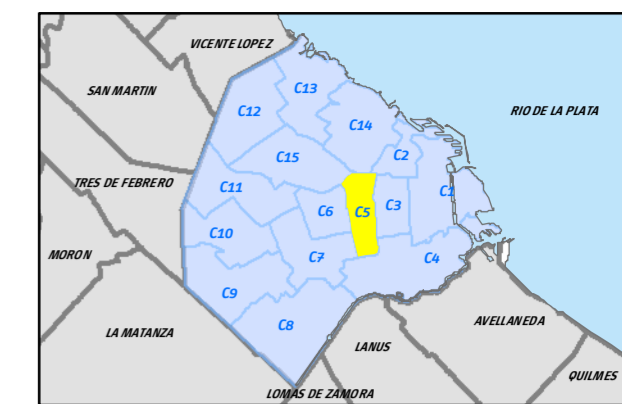 VICENTE LOPEZ
C13
SAN MARTIN
C12
RIO DE LA PLATA
C14
C2
C15
TRES DE FEBRERO
C11
C1
C6
C5
C3
C10
MORON
C7
C4
C9
LA MATANZA
C8
AVELLANEDA
LANUS
QUILMES
LOMAS DE ZAMORA